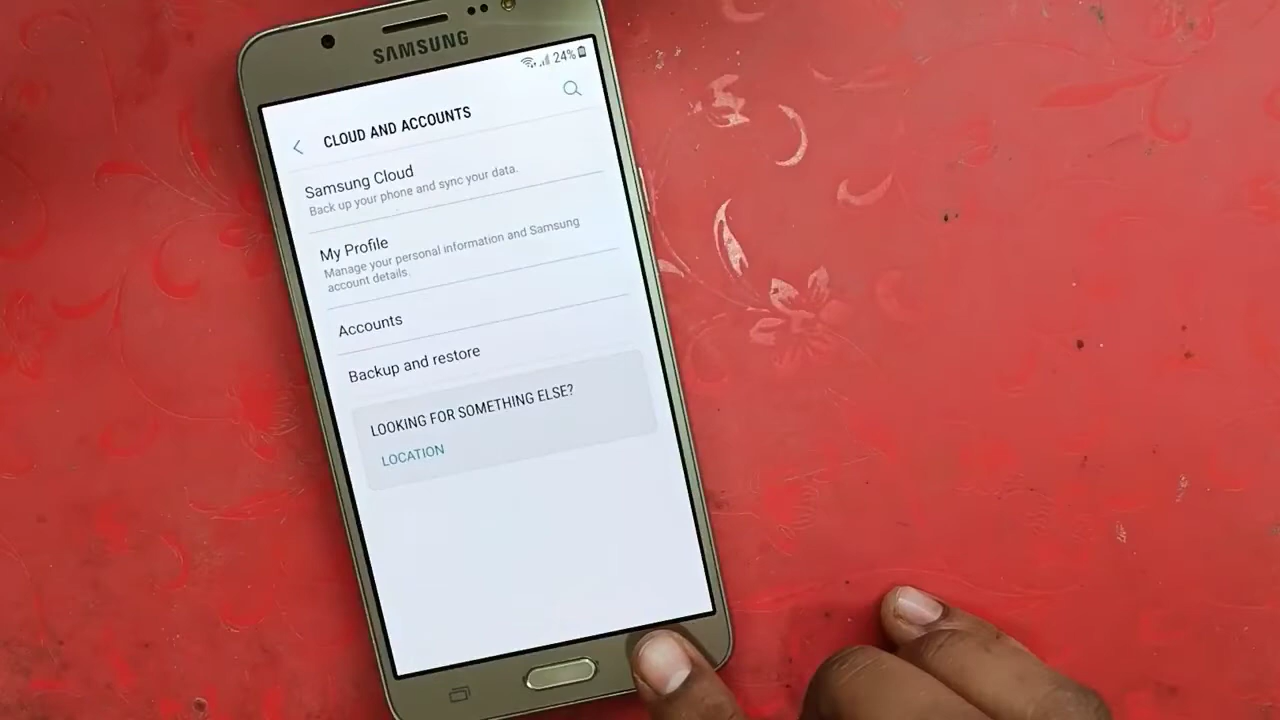 SAMSUNG
24%
CLOUD AND ACCOUNTS
Samsung Cloud
Back up your phone and sync your data.
My Profile
Manage your personal information and Samsung
account details.
Accounts
Backup and restore
LOOKING FOR SOMETHING ELSE?
LOCATION